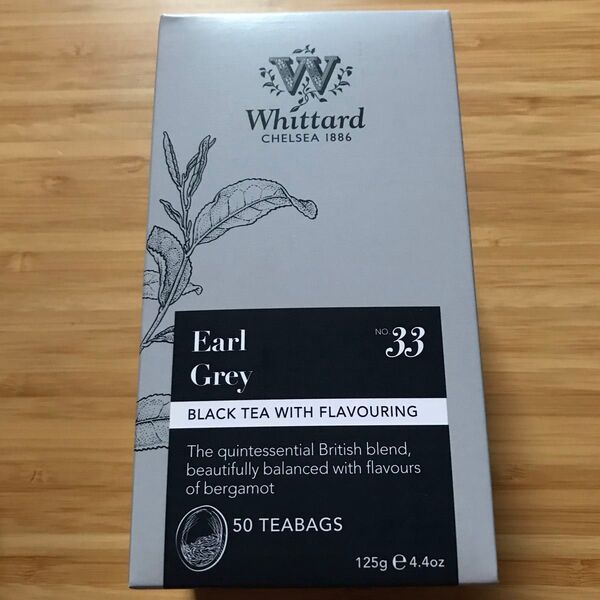 W
Whittard
CHELSEA 1886
Earl
Grey
NO. 33
BLACK TEA WITH FLAVOURING
The quintessential British blend,
beautifully balanced with flavours
of bergamot
50 TEABAGS
125g ℮ 4.4oz